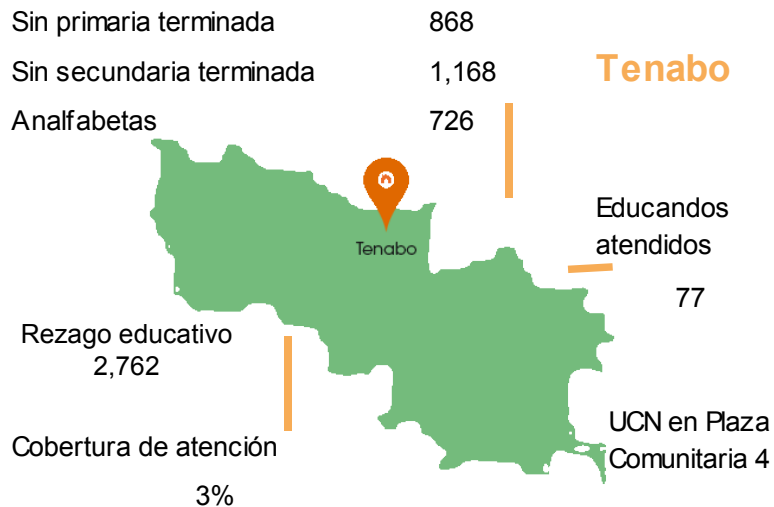 Sin primaria terminada 868
Sin secundaria terminada 1,168
Tenabo
Analfabetas 726
Tenabo
Educandos
atendidos
77
Rezago educativo
2,762
Cobertura de atención
3%
UCN en Plaza
Comunitaria 4